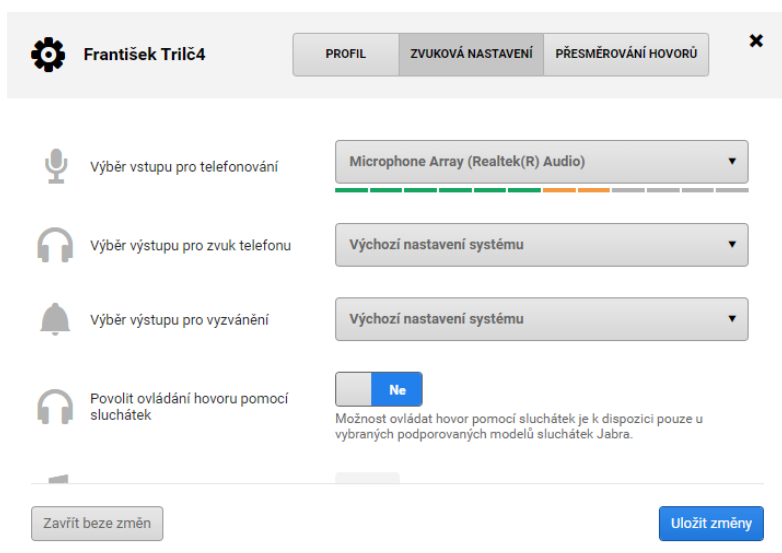 František Trilč4
PROFIL
ZVUKOVÁ NASTAVENÍ
PŘESMĚROVÁNÍ HOVORŮ
Výběr vstupu pro telefonování
Microphone Array (Realtek(R) Audio)
Výběr výstupu pro zvuk telefonu
Výchozí nastavení systému
Výběr výstupu pro vyzvánění
Výchozí nastavení systému
Povolit ovládání hovoru pomocí
sluchátek
Ne
Možnost ovládat hovor pomocí sluchátek je k dispozici pouze u
vybraných podporovaných modelů sluchátek Jabra.
Zavřít beze změn
Uložit změny